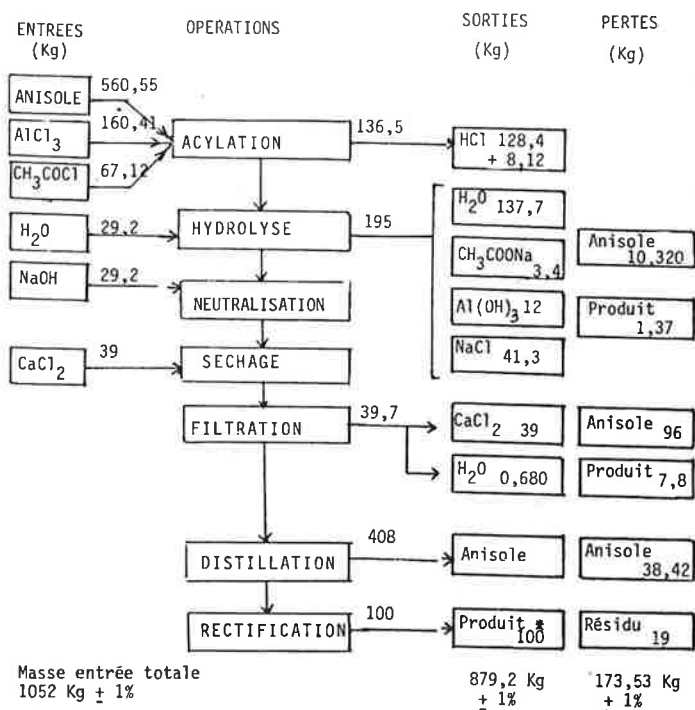 ENTREES OPERATIONS SORTIES PERTES
(Kg) (Kg) (Kg)
ANISOLE 560,55
AlCl3 160,41
CH3COCl 67,12
ACYLATION 136,5
HCl 128,4
+ 8,12
H2O 29,2
HYDROLYSE 195
H2O 137,7
Anisole
10,320
CH3COONa
3,4
NaOH 29,2
NEUTRALISATION
Al(OH)3 12
Produit
1,37
NaCl
41,3
CaCl2 39
SECHAGE
FILTRATION 39,7
CaCl2 39
Anisole 96
H2O 0,680
Produit 7,8
DISTILLATION 408
Anisole
Anisole
38,42
RECTIFICATION 100
Produit *
100
Résidu
19
Masse entrée totale
1052 Kg ± 1%
879,2 Kg
± 1%
173,53 Kg
+ 1%